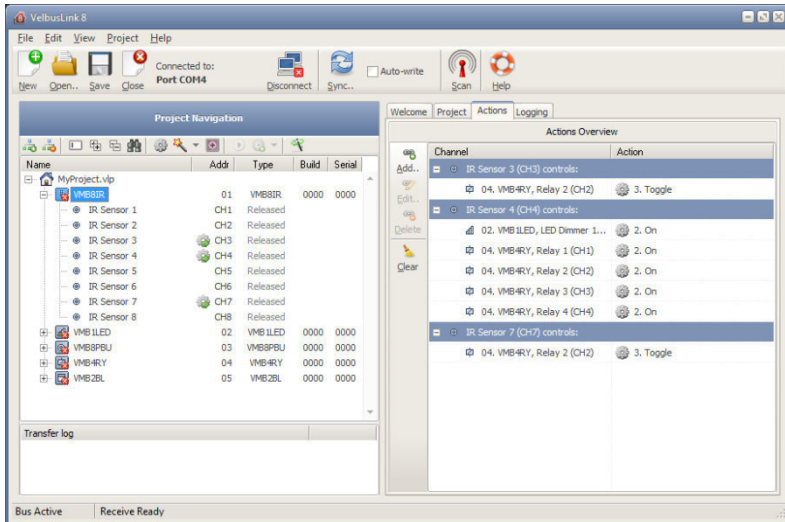 VelbusLink 8
File Edit View Project Help
Connected to:
Port COM4
New Open.. Save Close Disconnect Sync.. Auto-write Scan Help
Project Navigation
Name Addr Type Build Serial
MyProject.vlp
VMB8IR 01 VMB8IR 0000 0000
IR Sensor 1 CH1 Released
IR Sensor 2 CH2 Released
IR Sensor 3 CH3 Released
IR Sensor 4 CH4 Released
IR Sensor 5 CH5 Released
IR Sensor 6 CH6 Released
IR Sensor 7 CH7 Released
IR Sensor 8 CH8 Released
VMB1LED 02 VMB1LED 0000 0000
VMB8PBU 03 VMB8PBU 0000 0000
VMB4RY 04 VMB4RY 0000 0000
VMB2BL 05 VMB2BL 0000 0000
Transfer log
Welcome Project Actions Logging
Actions Overview
Add..
Edit..
Delete
Clear
Channel Action
IR Sensor 3 (CH3) controls:
04. VMB4RY, Relay 2 (CH2) 3. Toggle
IR Sensor 4 (CH4) controls:
02. VMB1LED, LED Dimmer 1... 2. On
04. VMB4RY, Relay 1 (CH1) 2. On
04. VMB4RY, Relay 2 (CH2) 2. On
04. VMB4RY, Relay 3 (CH3) 2. On
04. VMB4RY, Relay 4 (CH4) 2. On
IR Sensor 7 (CH7) controls:
04. VMB4RY, Relay 2 (CH2) 3. Toggle
Bus Active Receive Ready